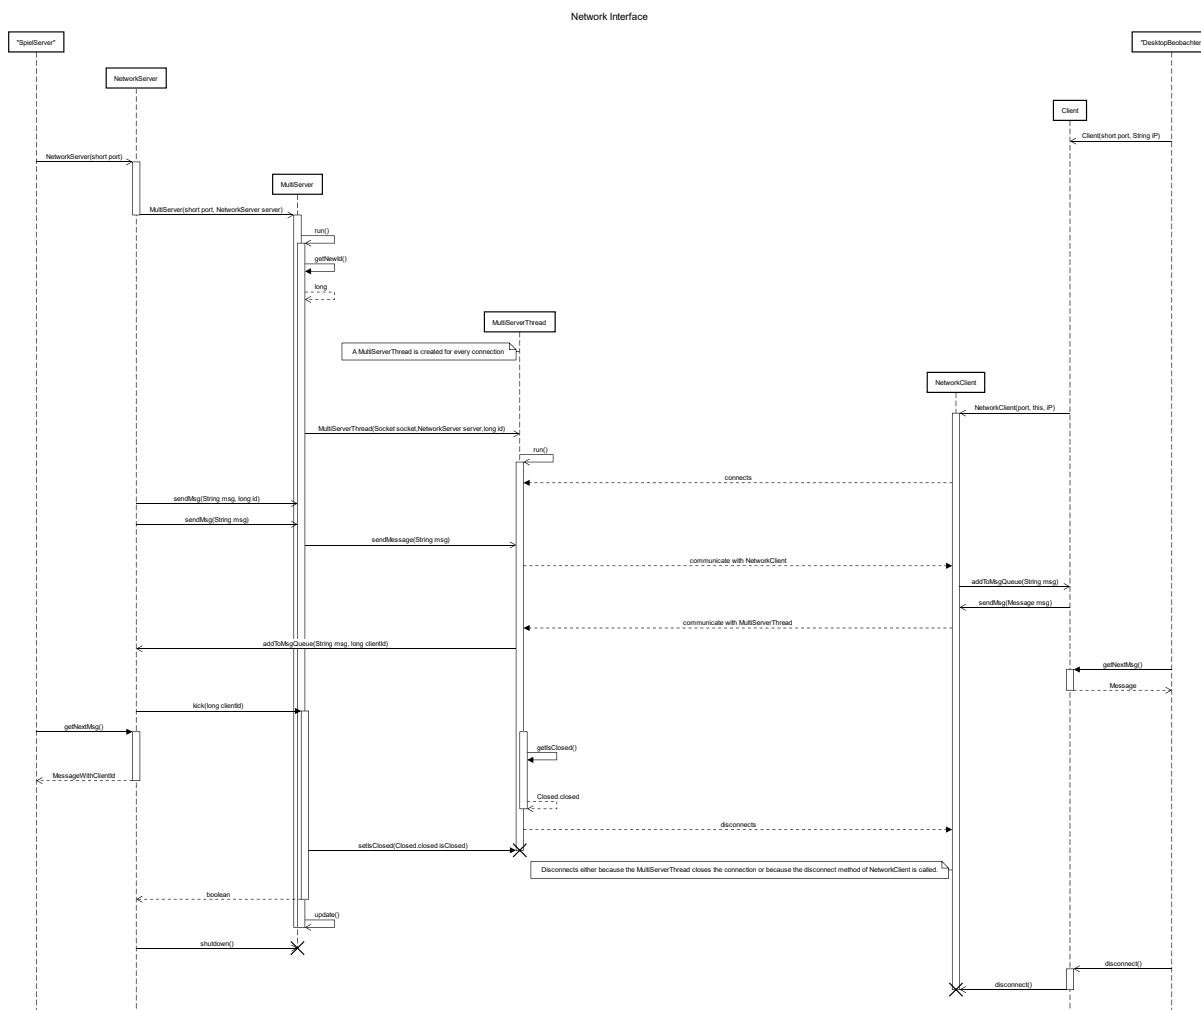 Network Interface
"SpielServer"
"DesktopBeobachter
NetworkServer
Client
Client(short port, String iP)
NetworkServer(short port)
MultiServer
MultiServer(short port, NetworkServer server)
run()
getNewId()
long
MultiServerThread
A MultiServerThread is created for every connection
NetworkClient
NetworkClient(port, this, iP)
MultiServerThread(Socket socket,NetworkServer server,long id)
run()
connects
sendMsg(String msg, long id)
sendMsg(String msg)
sendMessage(String msg)
communicate with NetworkClient
addToMsgQueue(String msg)
sendMsg(Message msg)
communicate with MultiServerThread
addToMsgQueue(String msg, long clientId)
getNextMsg()
Message
kick(long clientId)
getNextMsg()
getIsClosed()
MessageWithClientId
Closed.closed
disconnects
setIsClosed(Closed.closed isClosed)
Disconnects either because the MultiServerThread closes the connection or because the disconnect method of NetworkClient is called.
boolean
update()
shutdown()
disconnect()
disconnect()